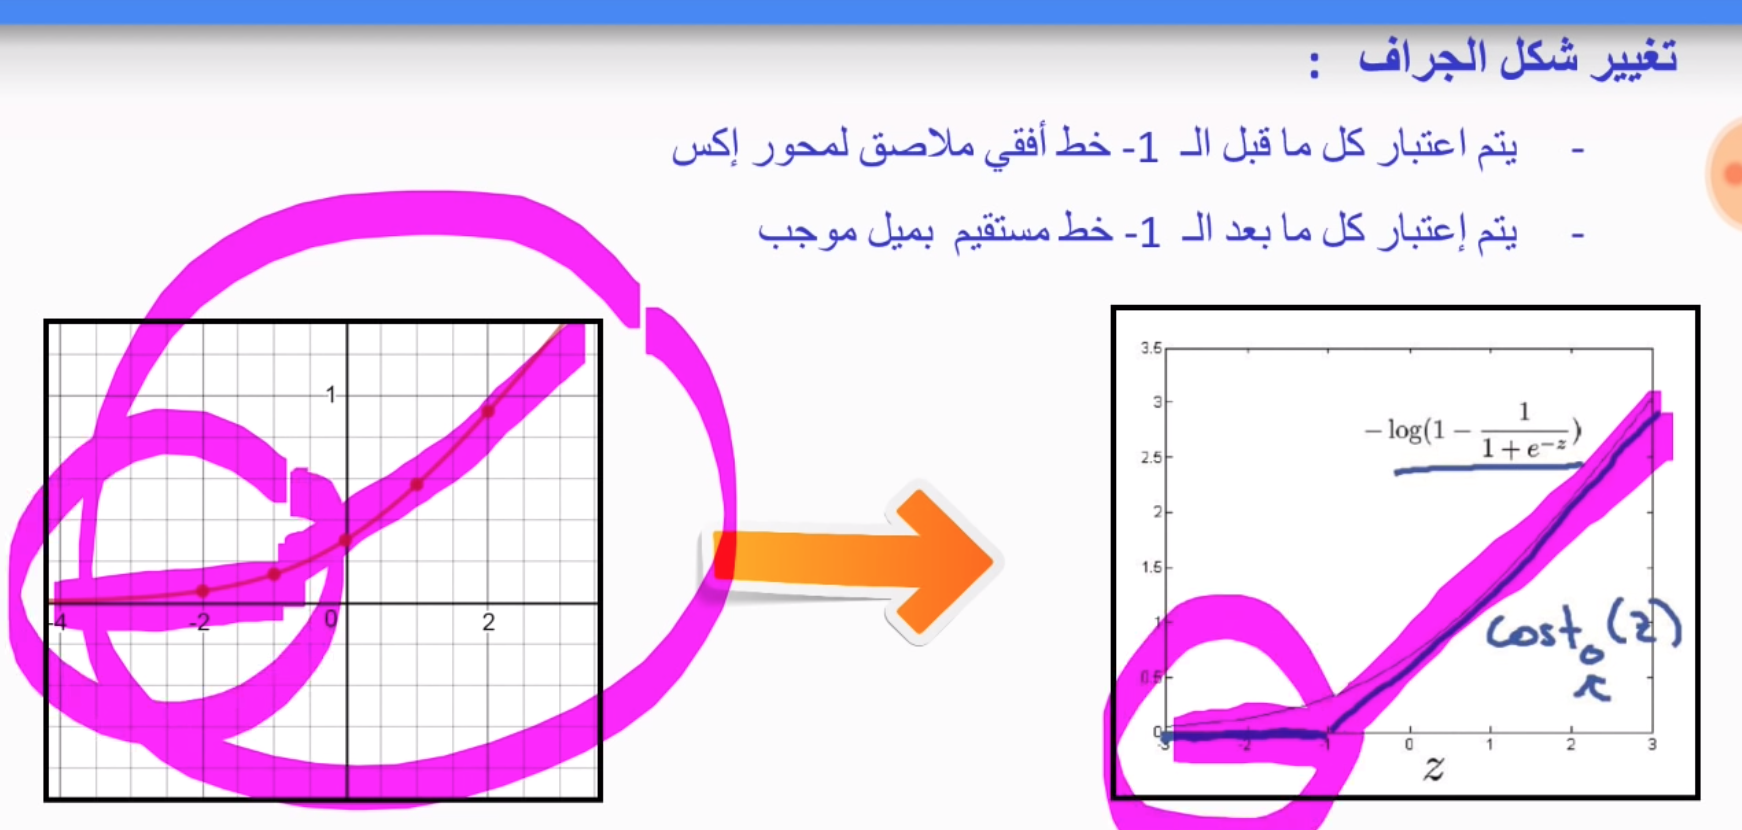 تغيير شكل الجراف :
- يتم اعتبار كل ما قبل الـ 1- خط أفقي ملاصق لمحور إكس
- يتم إعتبار كل ما بعد الـ 1- خط مستقيم بميل موجب
1
-4 -2 0 2
3.5
3
2.5
2
1.5
1
0.5
0
-3 -2 -1 0 1 2 3
z
− log(1 − 1 / (1 + e^{−z}))
cost₀(z)